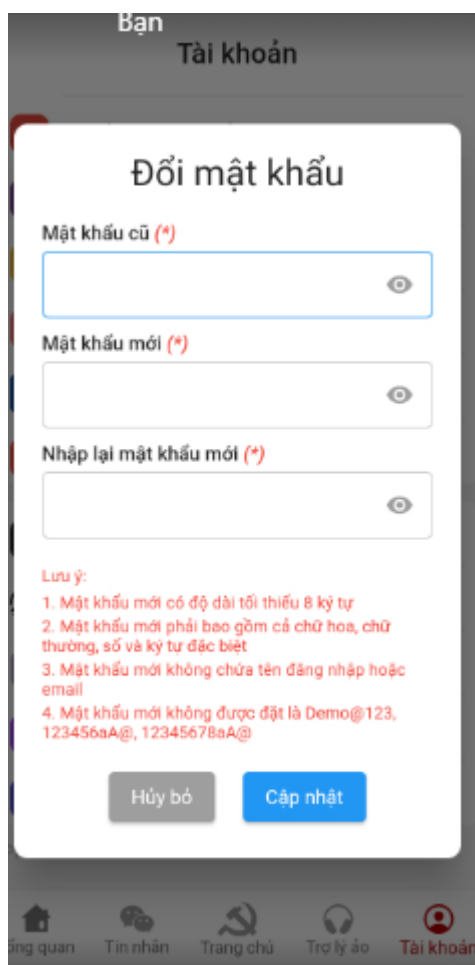 Bạn
Tài khoản
Đổi mật khẩu
Mật khẩu cũ (*)
Mật khẩu mới (*)
Nhập lại mật khẩu mới (*)
Lưu ý:
1. Mật khẩu mới có độ dài tối thiểu 8 ký tự
2. Mật khẩu mới phải bao gồm cả chữ hoa, chữ
thường, số và ký tự đặc biệt
3. Mật khẩu mới không chứa tên đăng nhập hoặc
email
4. Mật khẩu mới không được đặt là Demo@123,
123456aA@, 12345678aA@
Hủy bỏ
Cập nhật
quan Tin nhắn Trang chủ Trợ lý ảo Tài khoản